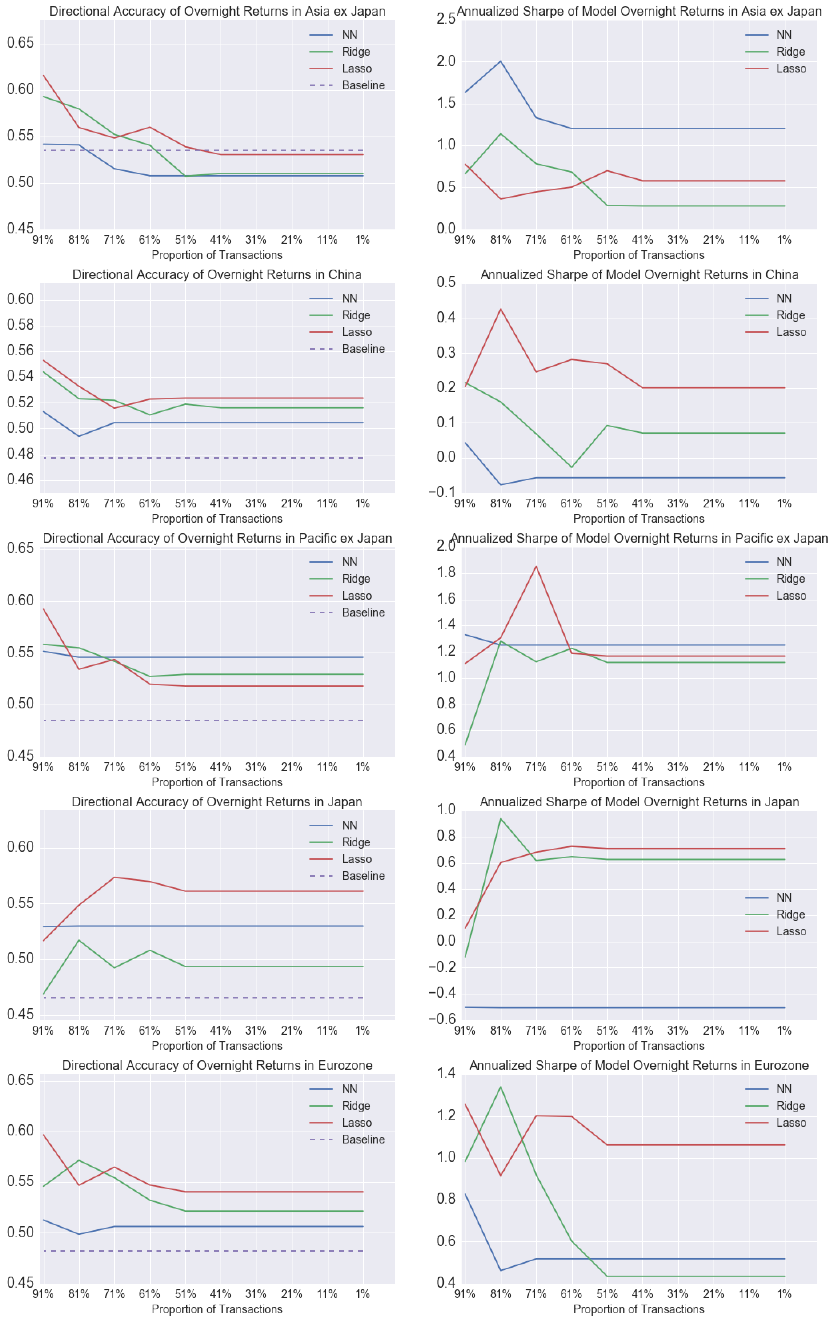 Directional Accuracy of Overnight Returns in Asia ex Japan
0.65
0.60
0.55
0.50
0.45
NN
Ridge
Lasso
Baseline
91% 81% 71% 61% 51% 41% 31% 21% 11% 1%
Proportion of Transactions
Annualized Sharpe of Model Overnight Returns in Asia ex Japan
2.5
2.0
1.5
1.0
0.5
0.0
NN
Ridge
Lasso
91% 81% 71% 61% 51% 41% 31% 21% 11% 1%
Proportion of Transactions
Directional Accuracy of Overnight Returns in China
0.60
0.58
0.56
0.54
0.52
0.50
0.48
0.46
NN
Ridge
Lasso
Baseline
91% 81% 71% 61% 51% 41% 31% 21% 11% 1%
Proportion of Transactions
Annualized Sharpe of Model Overnight Returns in China
0.5
0.4
0.3
0.2
0.1
0.0
−0.1
NN
Ridge
Lasso
91% 81% 71% 61% 51% 41% 31% 21% 11% 1%
Proportion of Transactions
Directional Accuracy of Overnight Returns in Pacific ex Japan
0.65
0.60
0.55
0.50
0.45
NN
Ridge
Lasso
Baseline
91% 81% 71% 61% 51% 41% 31% 21% 11% 1%
Proportion of Transactions
Annualized Sharpe of Model Overnight Returns in Pacific ex Japan
2.0
1.8
1.6
1.4
1.2
1.0
0.8
0.6
0.4
NN
Ridge
Lasso
91% 81% 71% 61% 51% 41% 31% 21% 11% 1%
Proportion of Transactions
Directional Accuracy of Overnight Returns in Japan
0.60
0.55
0.50
0.45
NN
Ridge
Lasso
Baseline
91% 81% 71% 61% 51% 41% 31% 21% 11% 1%
Proportion of Transactions
Annualized Sharpe of Model Overnight Returns in Japan
1.0
0.8
0.6
0.4
0.2
0.0
−0.2
−0.4
−0.6
NN
Ridge
Lasso
91% 81% 71% 61% 51% 41% 31% 21% 11% 1%
Proportion of Transactions
Directional Accuracy of Overnight Returns in Eurozone
0.65
0.60
0.55
0.50
0.45
NN
Ridge
Lasso
Baseline
91% 81% 71% 61% 51% 41% 31% 21% 11% 1%
Proportion of Transactions
Annualized Sharpe of Model Overnight Returns in Eurozone
1.4
1.2
1.0
0.8
0.6
0.4
NN
Ridge
Lasso
91% 81% 71% 61% 51% 41% 31% 21% 11% 1%
Proportion of Transactions